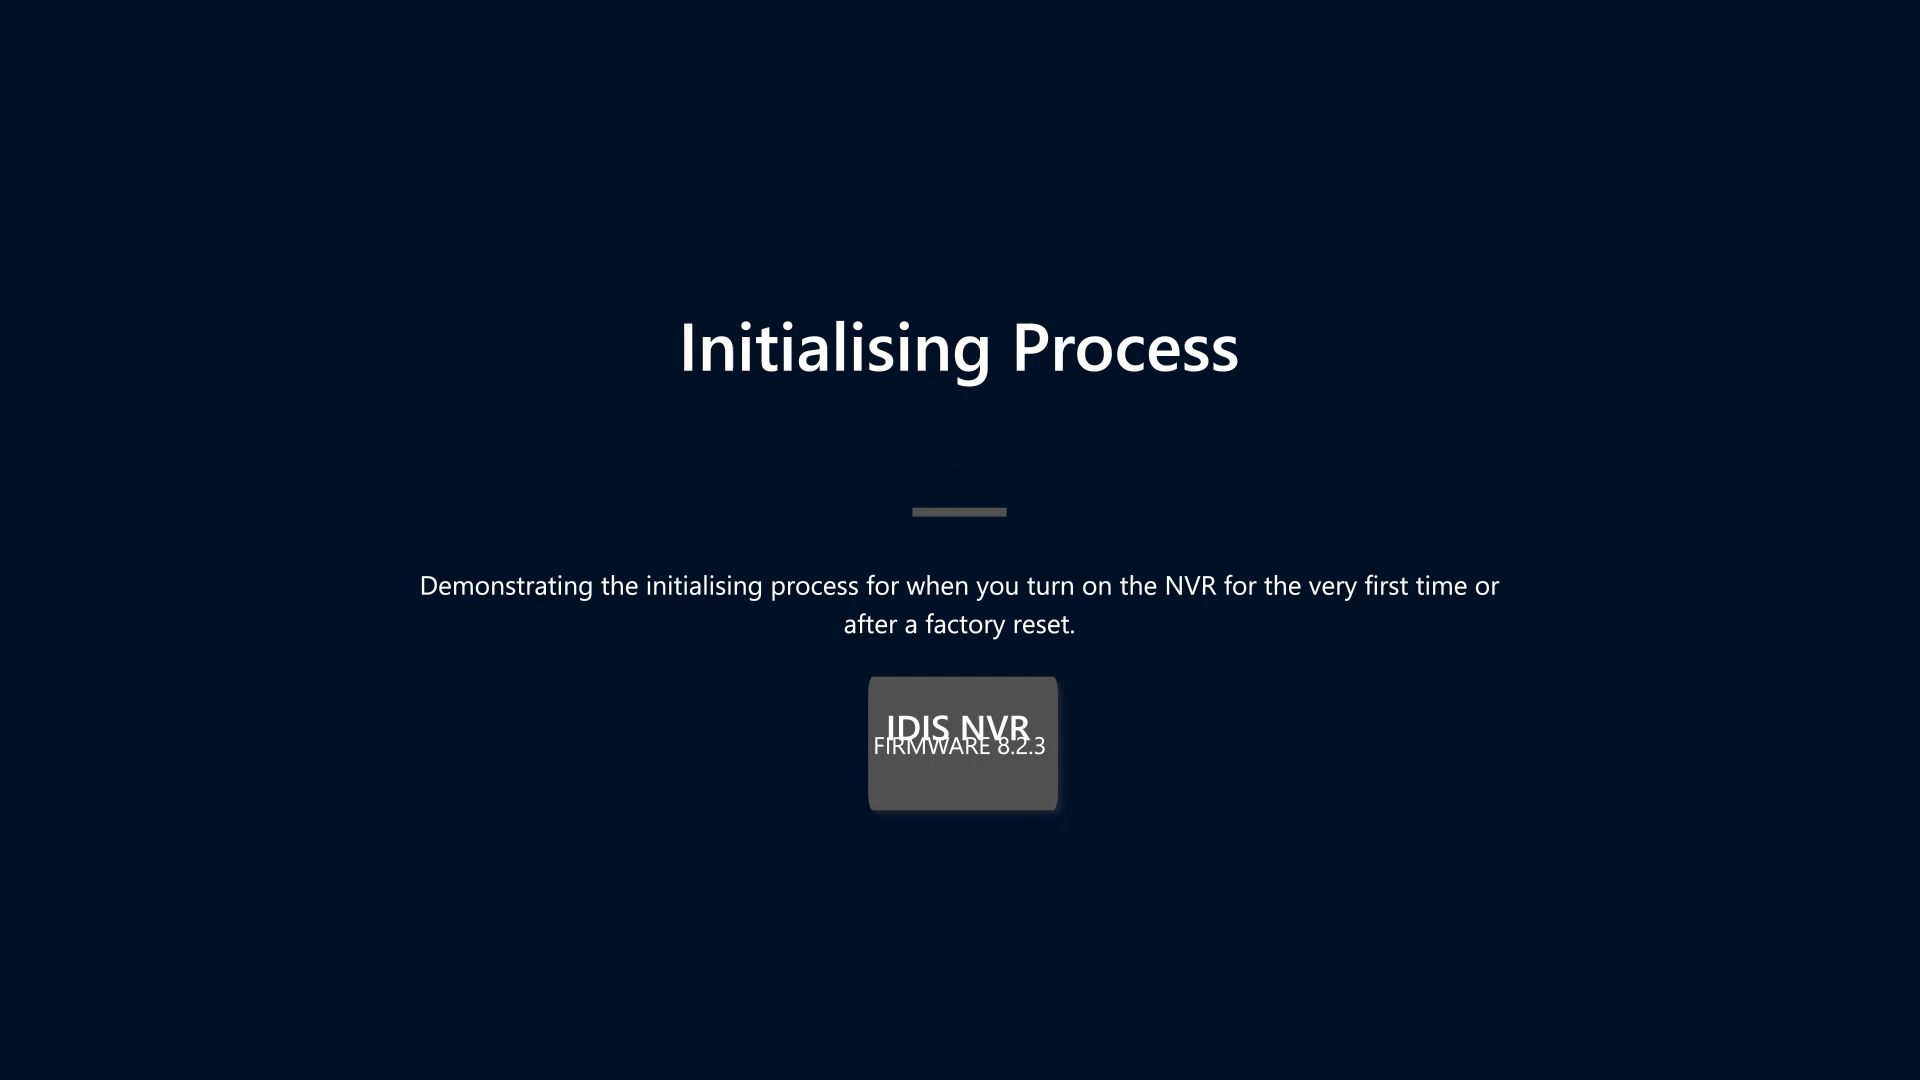 Initialising Process
Demonstrating the initialising process for when you turn on the NVR for the very first time or
after a factory reset.
IDIS NVR
FIRMWARE 8.2.3